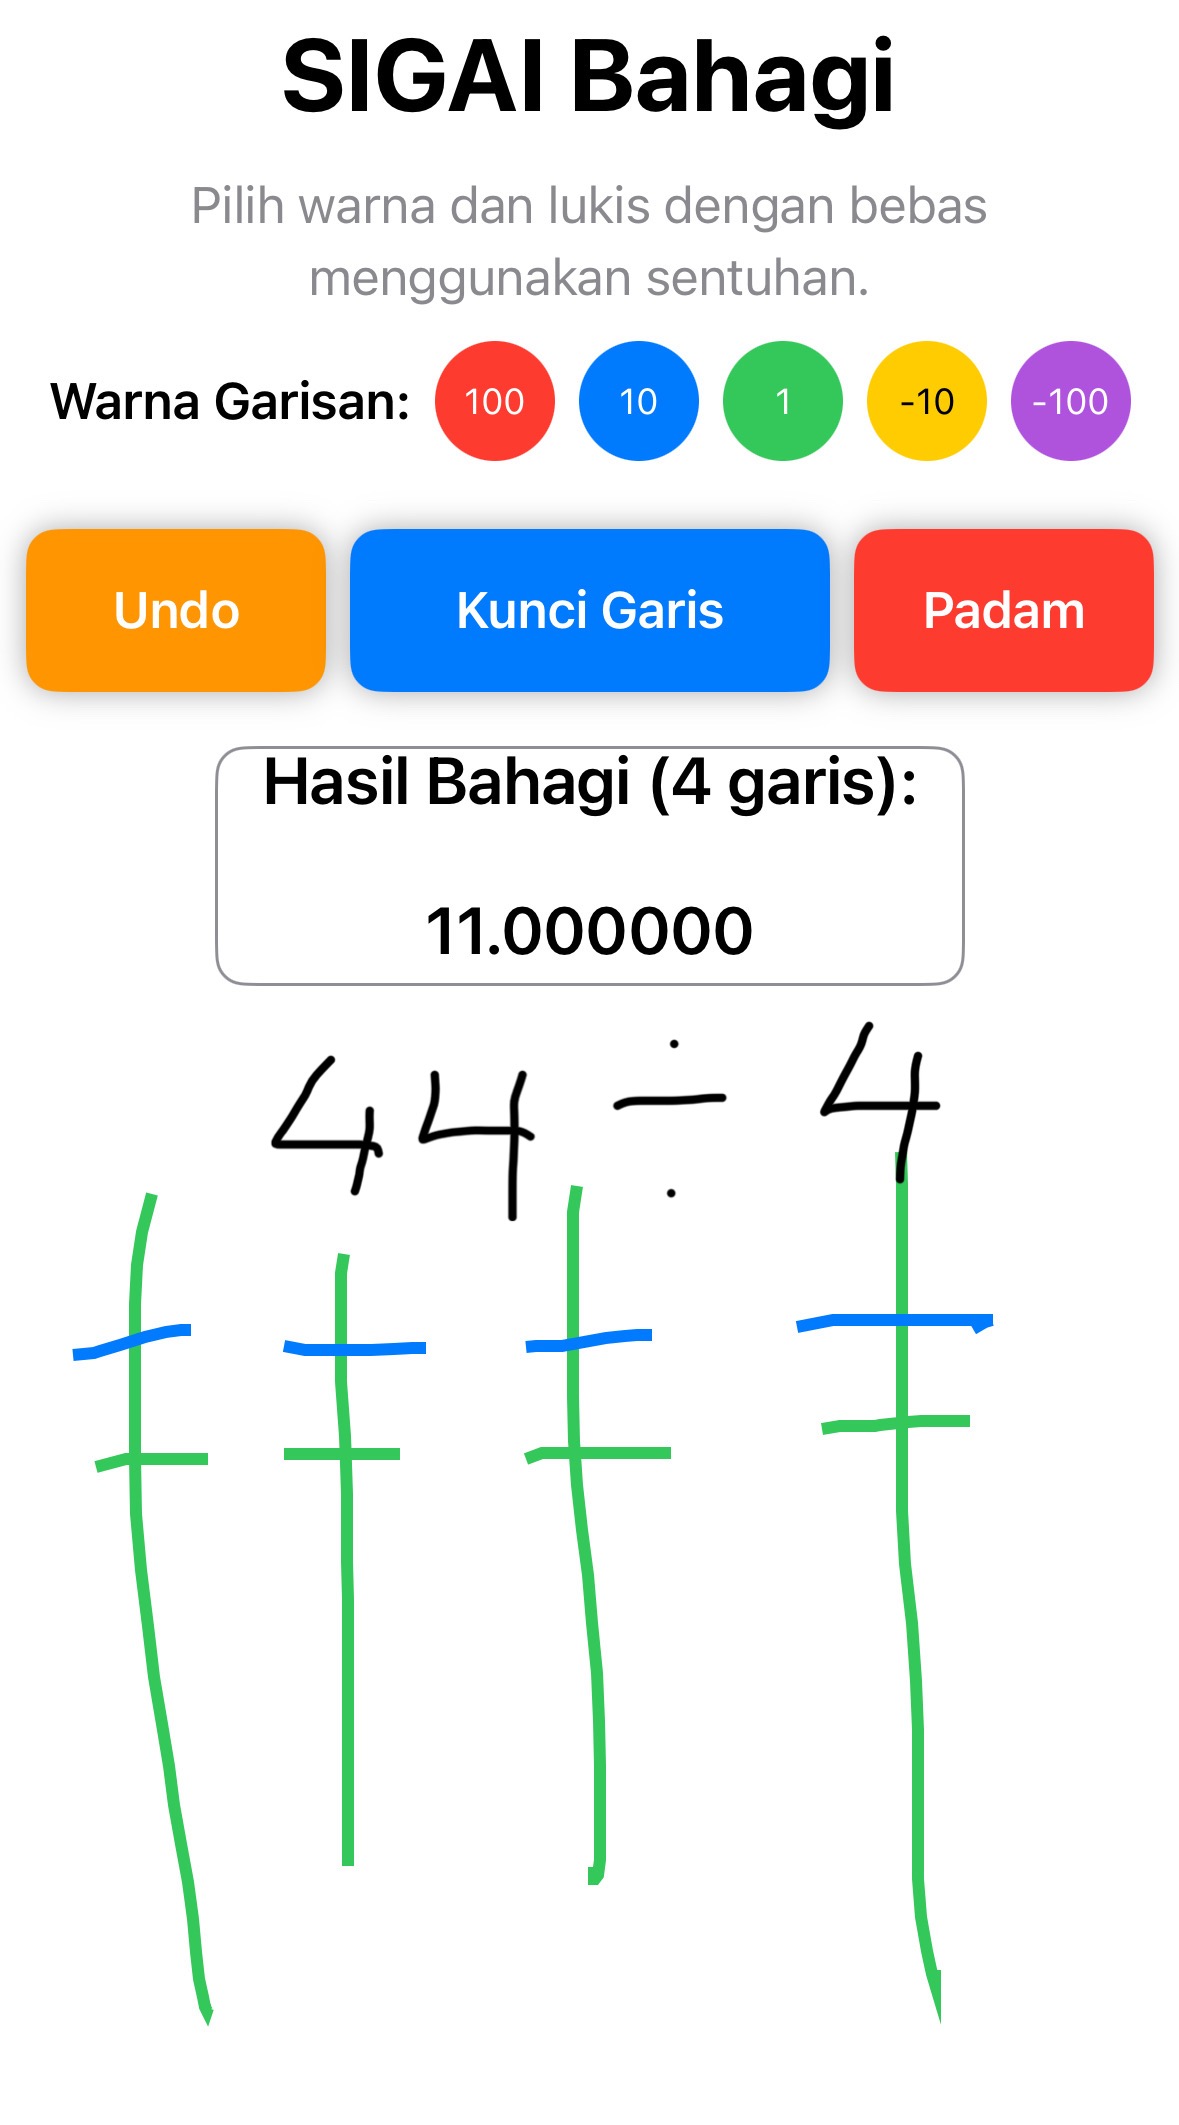 SIGAI Bahagi
Pilih warna dan lukis dengan bebas
menggunakan sentuhan.
Warna Garisan: 100 10 1 -10 -100
Undo Kunci Garis Padam
Hasil Bahagi (4 garis):
11.000000
44 ÷ 4